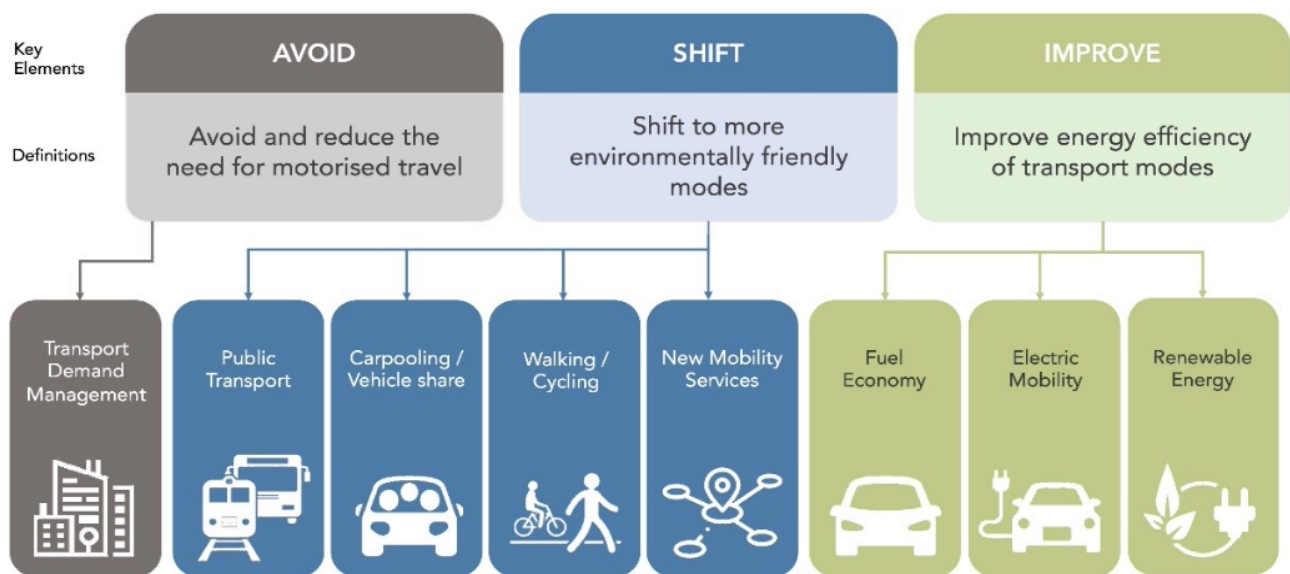 Key
Elements
AVOID
SHIFT
IMPROVE
Definitions
Avoid and reduce the
need for motorised travel
Shift to more
environmentally friendly
modes
Improve energy efficiency
of transport modes
Transport
Demand
Management
Public
Transport
Carpooling /
Vehicle share
Walking /
Cycling
New Mobility
Services
Fuel
Economy
Electric
Mobility
Renewable
Energy